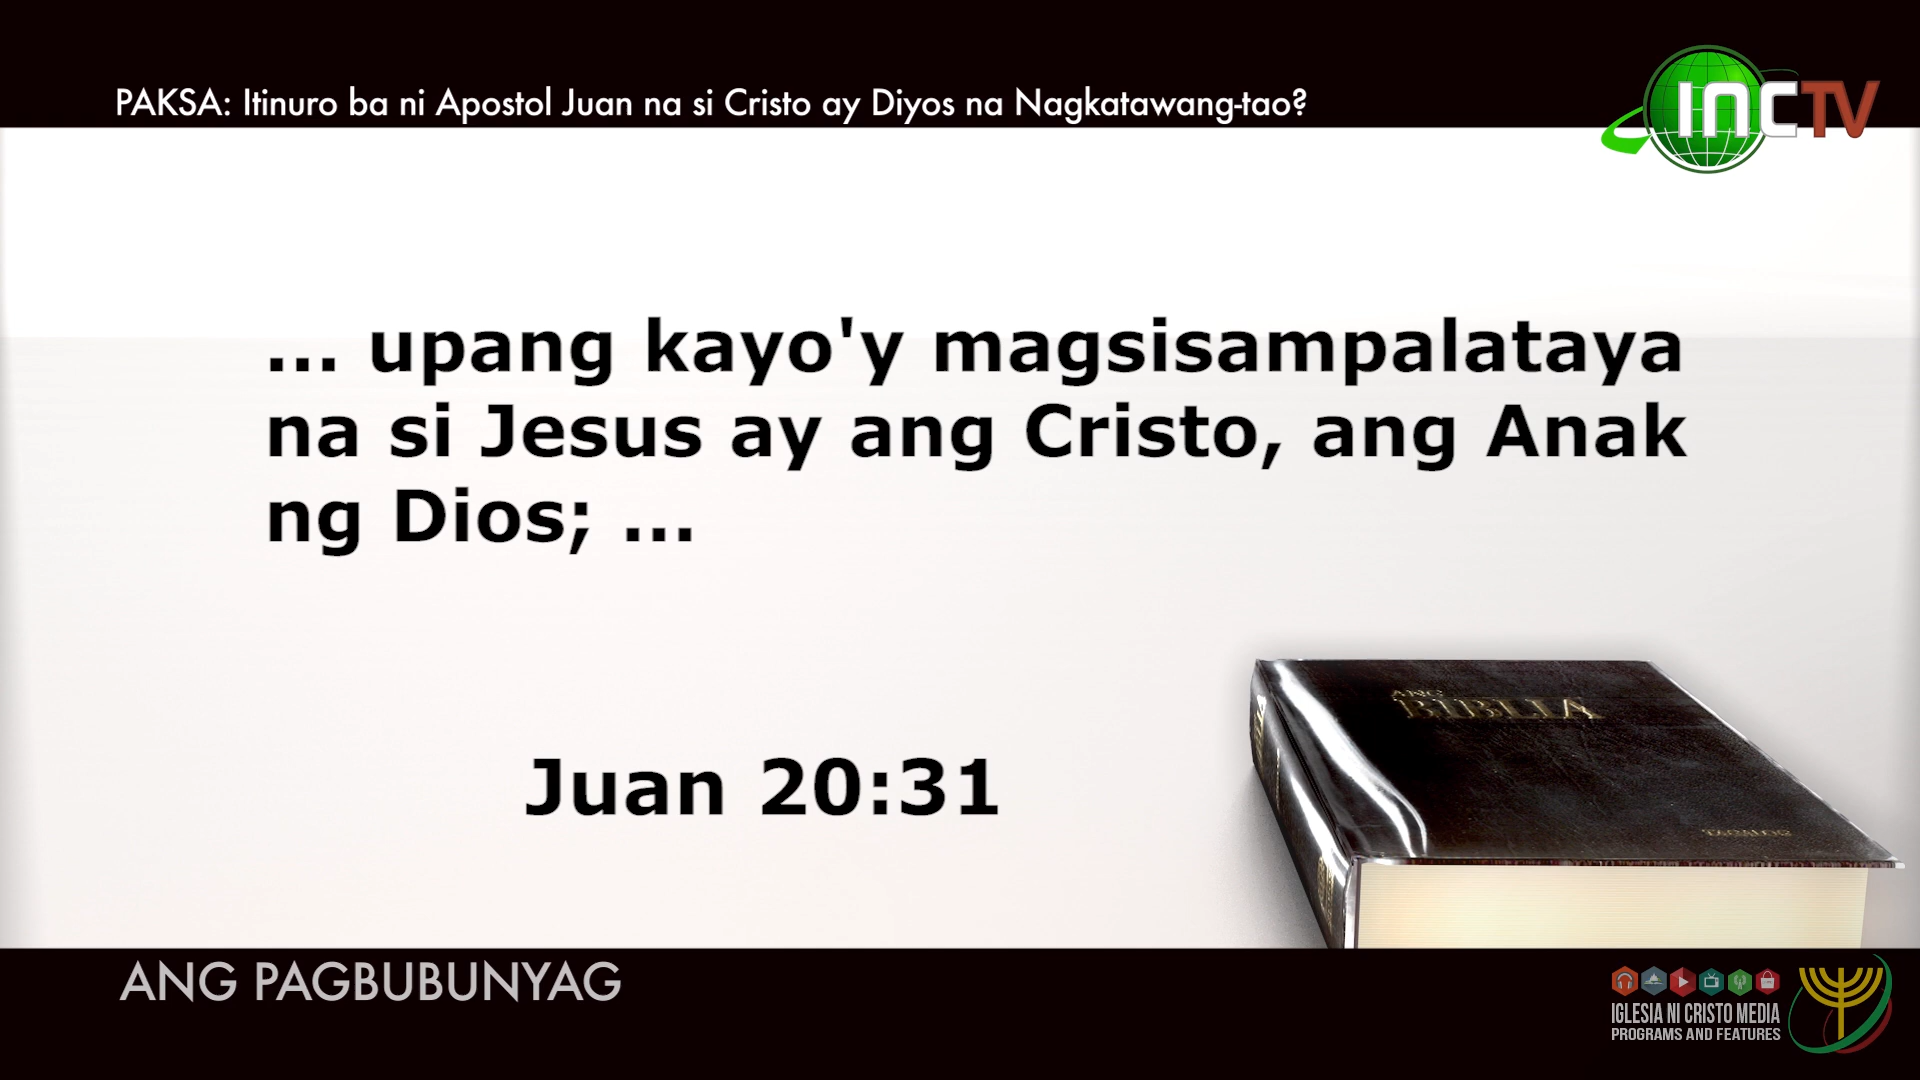 PAKSA: Itinuro ba ni Apostol Juan na si Cristo ay Diyos na Nagkatawang-tao?
INCTV
... upang kayo'y magsisampalataya
na si Jesus ay ang Cristo, ang Anak
ng Dios; ...
Juan 20:31
ANG
BIBLIA
TAGALOG
ANG PAGBUBUNYAG
IGLESIA NI CRISTO MEDIA
PROGRAMS AND FEATURES